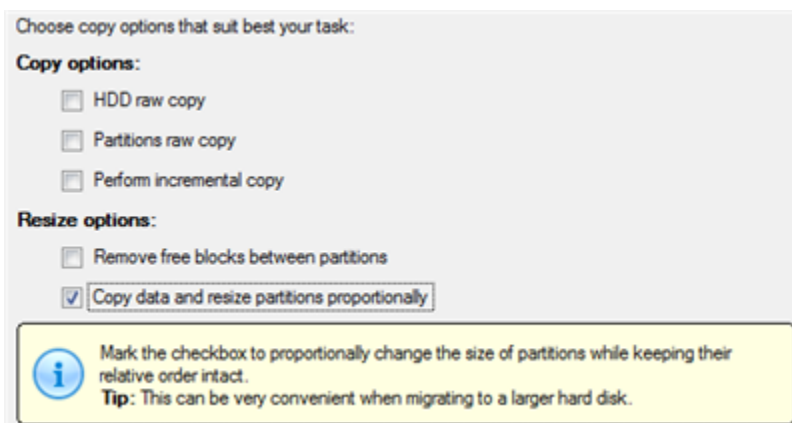 Choose copy options that suit best your task:
Copy options:
HDD raw copy
Partitions raw copy
Perform incremental copy
Resize options:
Remove free blocks between partitions
Copy data and resize partitions proportionally
Mark the checkbox to proportionally change the size of partitions while keeping their
relative order intact.
Tip: This can be very convenient when migrating to a larger hard disk.